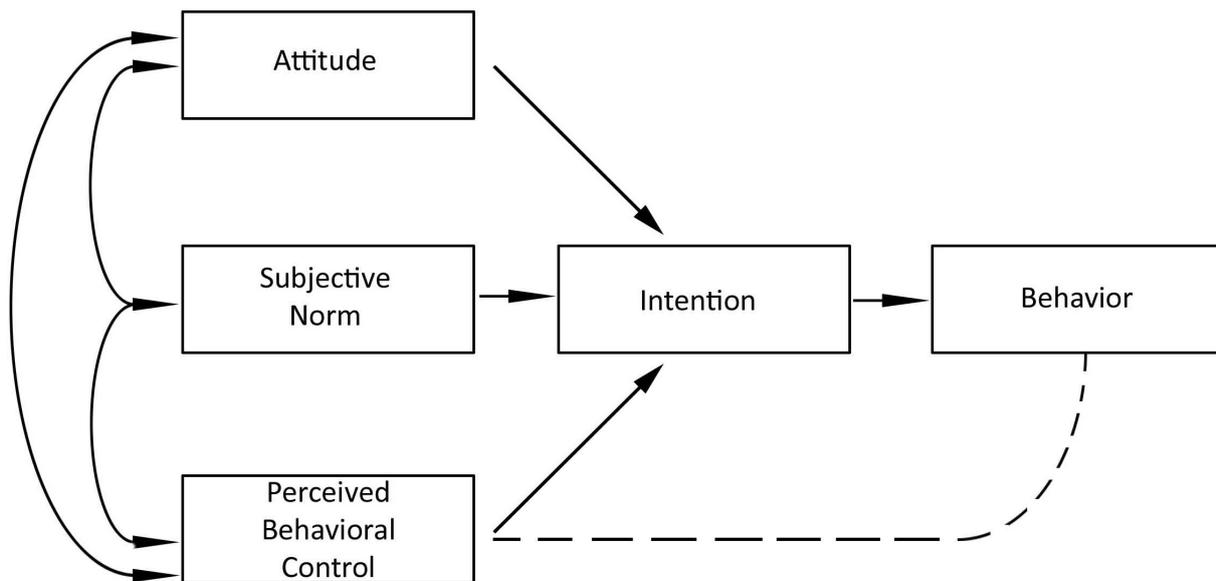 Attitude
Subjective
Norm
Intention
Behavior
Perceived
Behavioral
Control